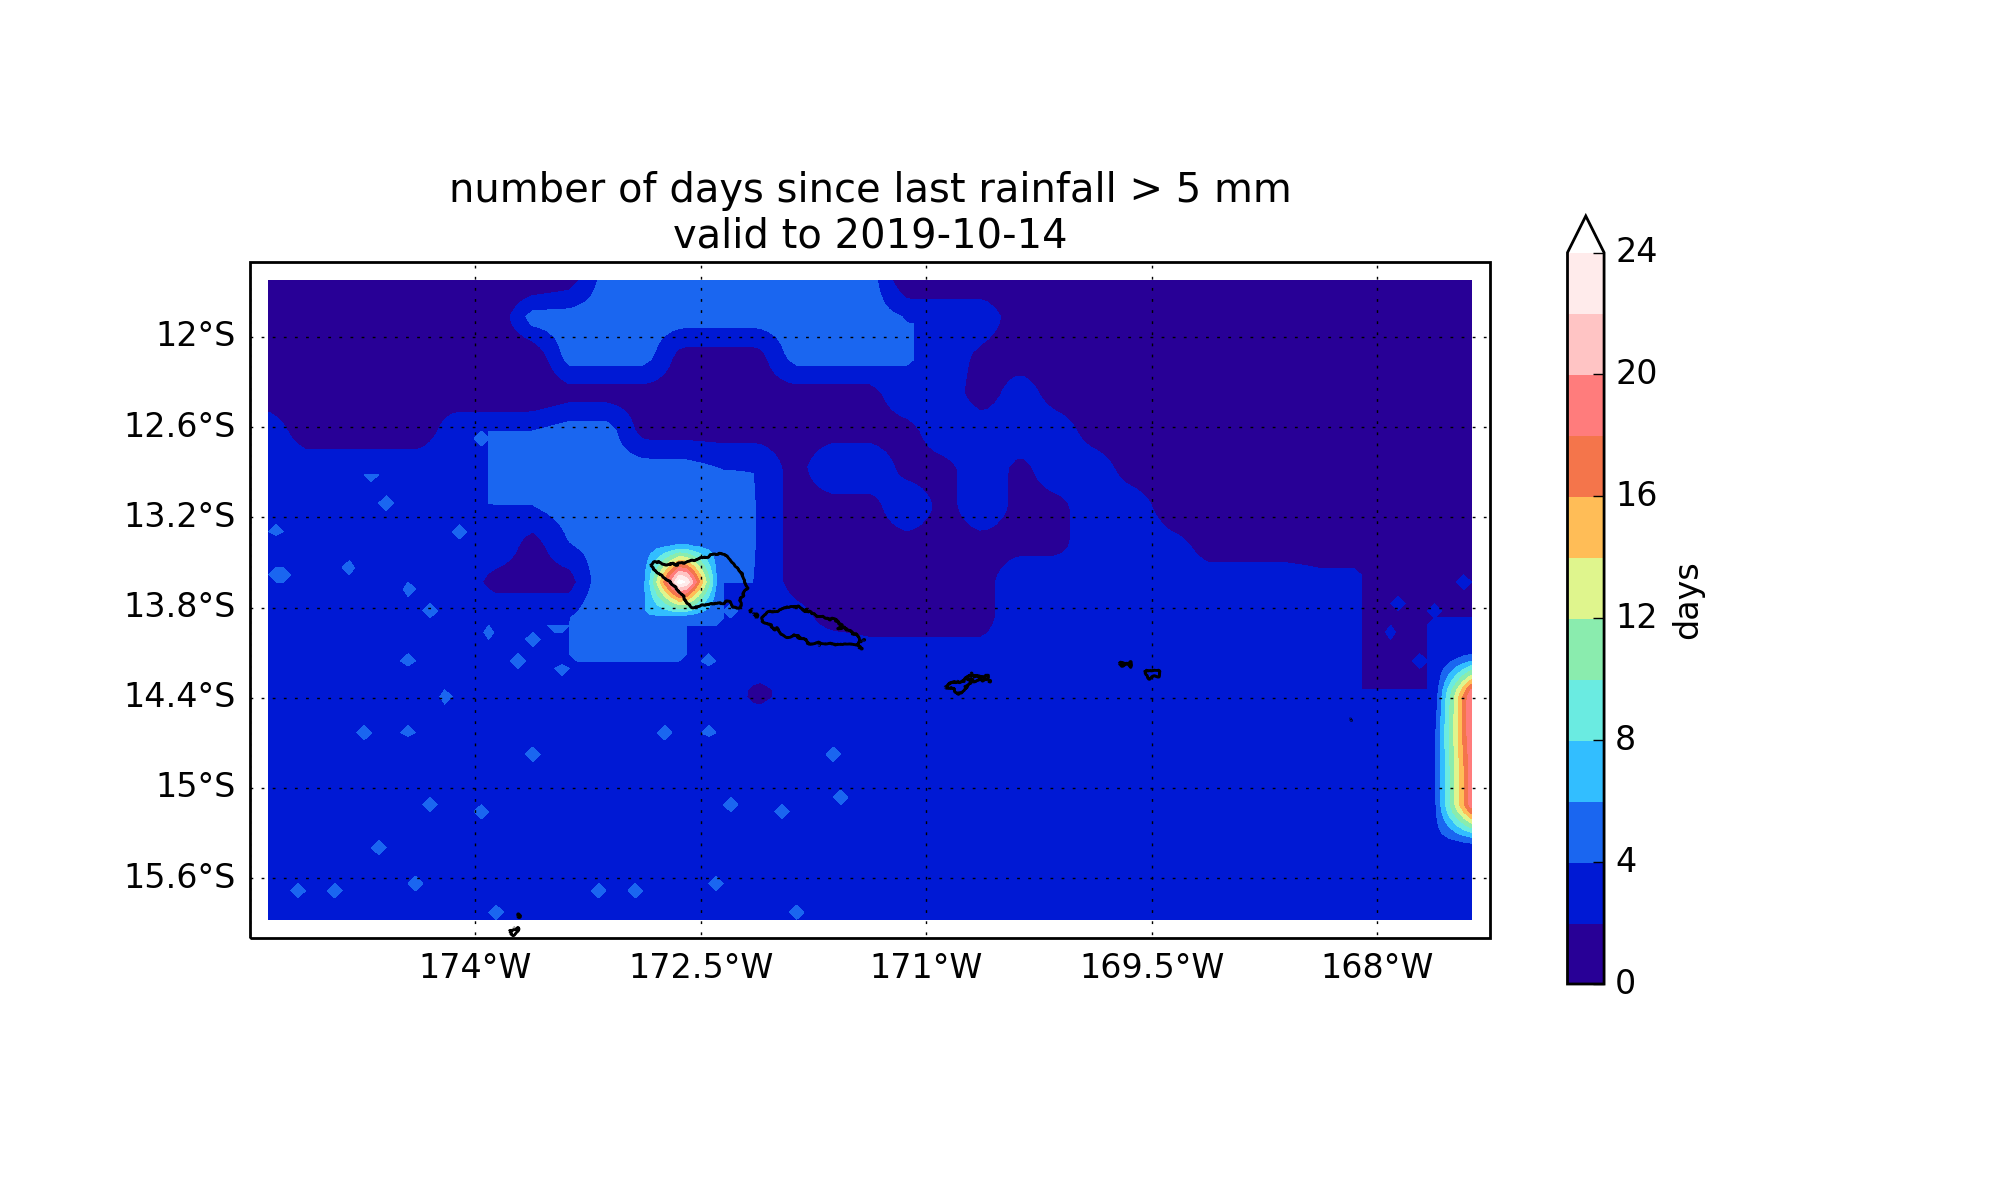 number of days since last rainfall > 5 mm
valid to 2019-10-14
12°S
12.6°S
13.2°S
13.8°S
14.4°S
15°S
15.6°S
174°W
172.5°W
171°W
169.5°W
168°W
24
20
16
12
8
4
0
days